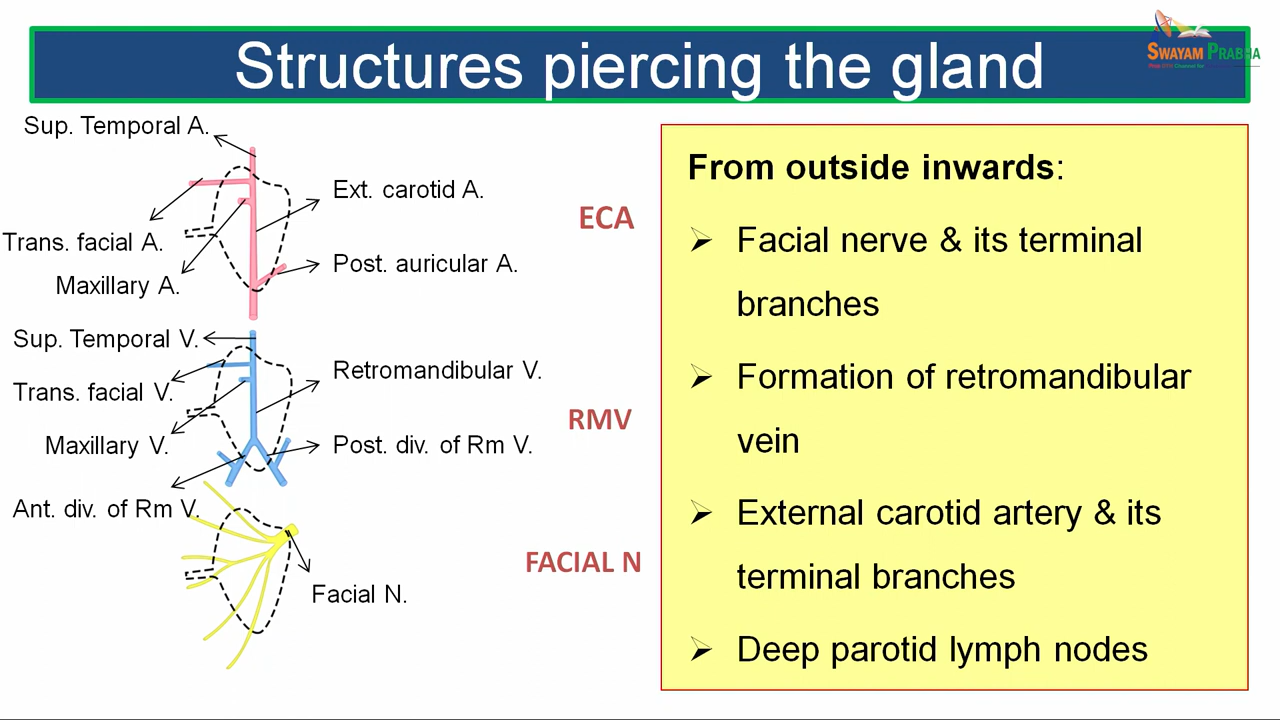 Structures piercing the gland
SWAYAM PRABHA
Sup. Temporal A.
Ext. carotid A.
ECA
Trans. facial A.
Post. auricular A.
Maxillary A.
Sup. Temporal V.
Retromandibular V.
Trans. facial V.
RMV
Maxillary V.
Post. div. of Rm V.
Ant. div. of Rm V.
FACIAL N
Facial N.
From outside inwards:
➢ Facial nerve & its terminal
branches
➢ Formation of retromandibular
vein
➢ External carotid artery & its
terminal branches
➢ Deep parotid lymph nodes